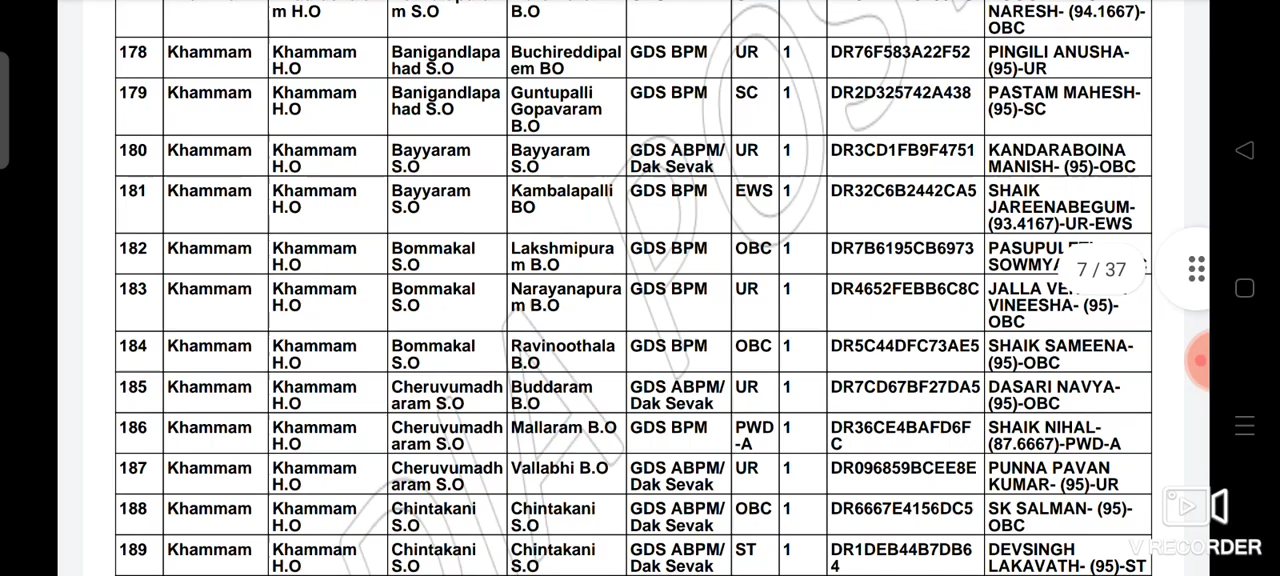 m H.O m S.O B.O NARESH- (94.1667)-
OBC
178 Khammam Khammam Banigandlapa Buchireddipal GDS BPM UR 1 DR76F583A22F52 PINGILI ANUSHA-
H.O had S.O em BO (95)-UR
179 Khammam Khammam Banigandlapa Guntupalli GDS BPM SC 1 DR2D325742A438 PASTAM MAHESH-
H.O had S.O Gopavaram (95)-SC
B.O
180 Khammam Khammam Bayyaram Bayyaram GDS ABPM/ UR 1 DR3CD1FB9F4751 KANDARABOINA
H.O S.O S.O Dak Sevak MANISH- (95)-OBC
181 Khammam Khammam Bayyaram Kambalapalli GDS BPM EWS 1 DR32C6B2442CA5 SHAIK
H.O S.O BO JAREENABEGUM-
(93.4167)-UR-EWS
182 Khammam Khammam Bommakal Lakshmipura GDS BPM OBC 1 DR7B6195CB6973
H.O S.O m B.O 7 / 37
183 Khammam Khammam Bommakal Narayanapura GDS BPM UR 1 DR4652FEBB6C8C JALLA
H.O S.O m B.O VINEESHA- (95)-
OBC
184 Khammam Khammam Bommakal Ravinoothala GDS BPM OBC 1 DR5C44DFC73AE5 SHAIK SAMEENA-
H.O S.O B.O (95)-OBC
185 Khammam Khammam Cheruvumadh Buddaram GDS ABPM/ UR 1 DR7CD67BF27DA5 DASARI NAVYA-
H.O aram S.O B.O Dak Sevak (95)-OBC
186 Khammam Khammam Cheruvumadh Mallaram B.O GDS BPM PWD 1 DR36CE4BAFD6F SHAIK NIHAL-
H.O aram S.O -A C (87.6667)-PWD-A
187 Khammam Khammam Cheruvumadh Vallabhi B.O GDS ABPM/ UR 1 DR096859BCEE8E PUNNA PAVAN
H.O aram S.O Dak Sevak KUMAR- (95)-UR
188 Khammam Khammam Chintakani Chintakani GDS ABPM/ OBC 1 DR6667E4156DC5 SK SALMAN- (95)-
H.O S.O S.O Dak Sevak OBC
189 Khammam Khammam Chintakani Chintakani GDS ABPM/ ST 1 DR1DEB44B7DB6 DEVSINGH
H.O S.O S.O Dak Sevak 4 LAKAVATH- (95)-ST
V RECORDER